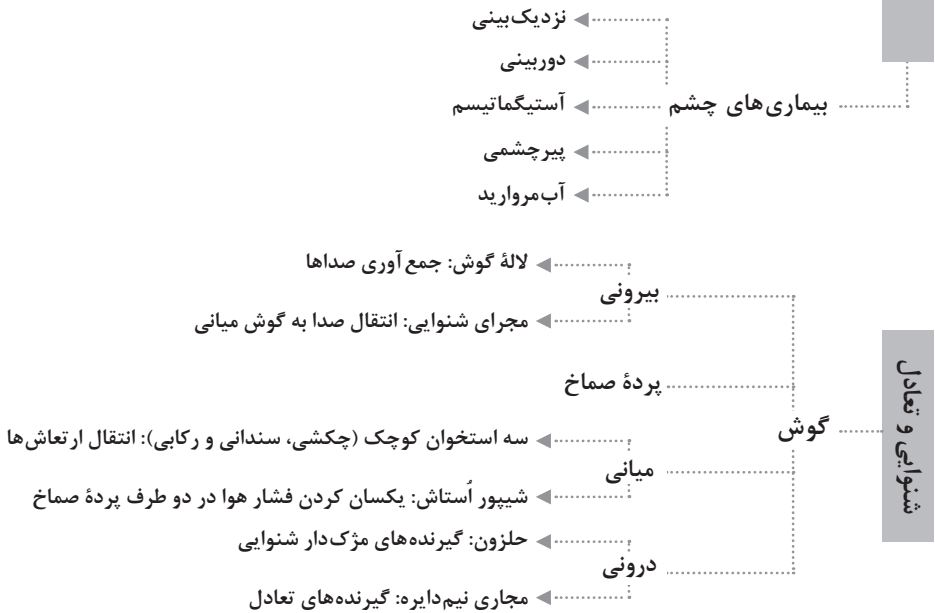 نزدیک‌بینی
دوربینی
بیماری‌های چشم
آستیگماتیسم
پیرچشمی
آب‌مروارید
شنوایی و تعادل
گوش
بیرونی
لالهٔ گوش: جمع‌آوری صداها
مجرای شنوایی: انتقال صدا به گوش میانی
پردهٔ صماخ
میانی
سه استخوان کوچک (چکشی، سندانی و رکابی): انتقال ارتعاش‌ها
شیپور اُستاش: یکسان کردن فشار هوا در دو طرف پردهٔ صماخ
درونی
حلزون: گیرنده‌های مژک‌دار شنوایی
مجاری نیم‌دایره: گیرنده‌های تعادل